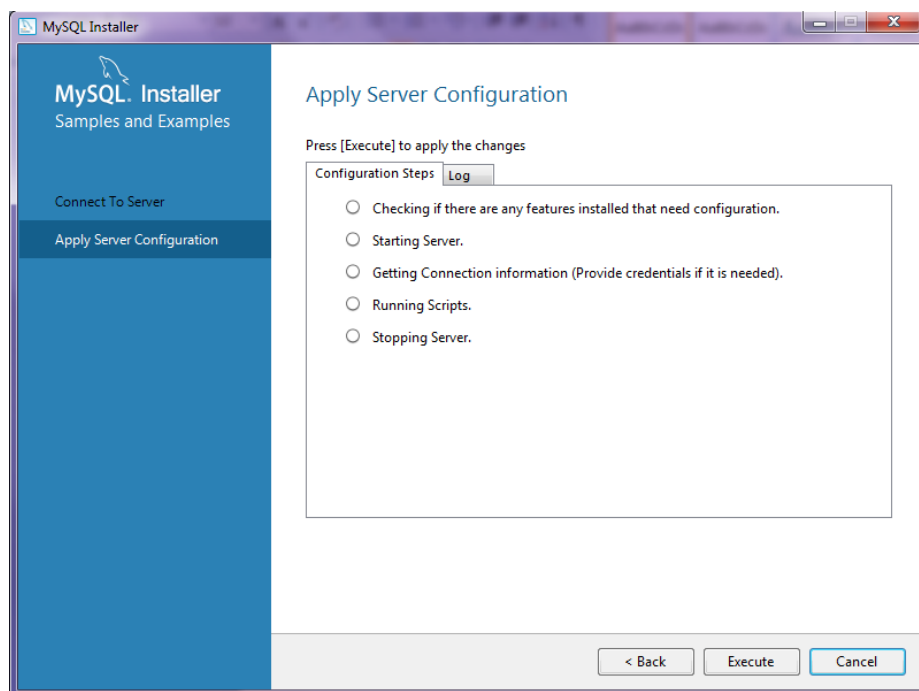 MySQL Installer
MySQL. Installer
Samples and Examples
Connect To Server
Apply Server Configuration
Apply Server Configuration
Press [Execute] to apply the changes
Configuration Steps
Log
Checking if there are any features installed that need configuration.
Starting Server.
Getting Connection information (Provide credentials if it is needed).
Running Scripts.
Stopping Server.
< Back
Execute
Cancel